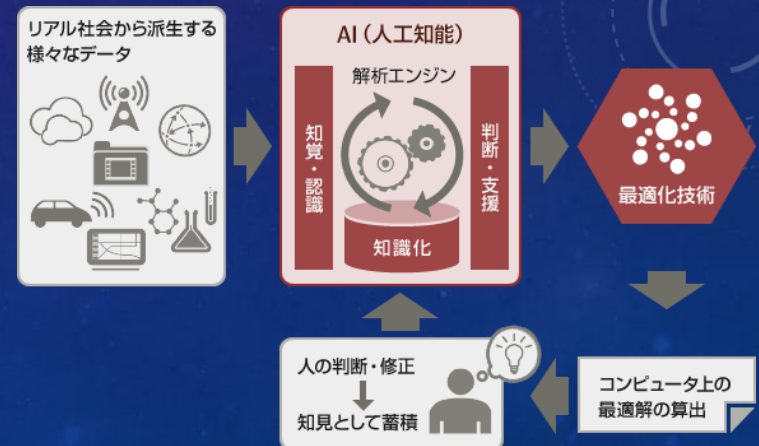 リアル社会から派生する
様々なデータ
AI(人工知能)
解析エンジン
知覚・認識
判断・支援
知識化
最適化技術
コンピュータ上の
最適解の算出
人の判断・修正
知見として蓄積